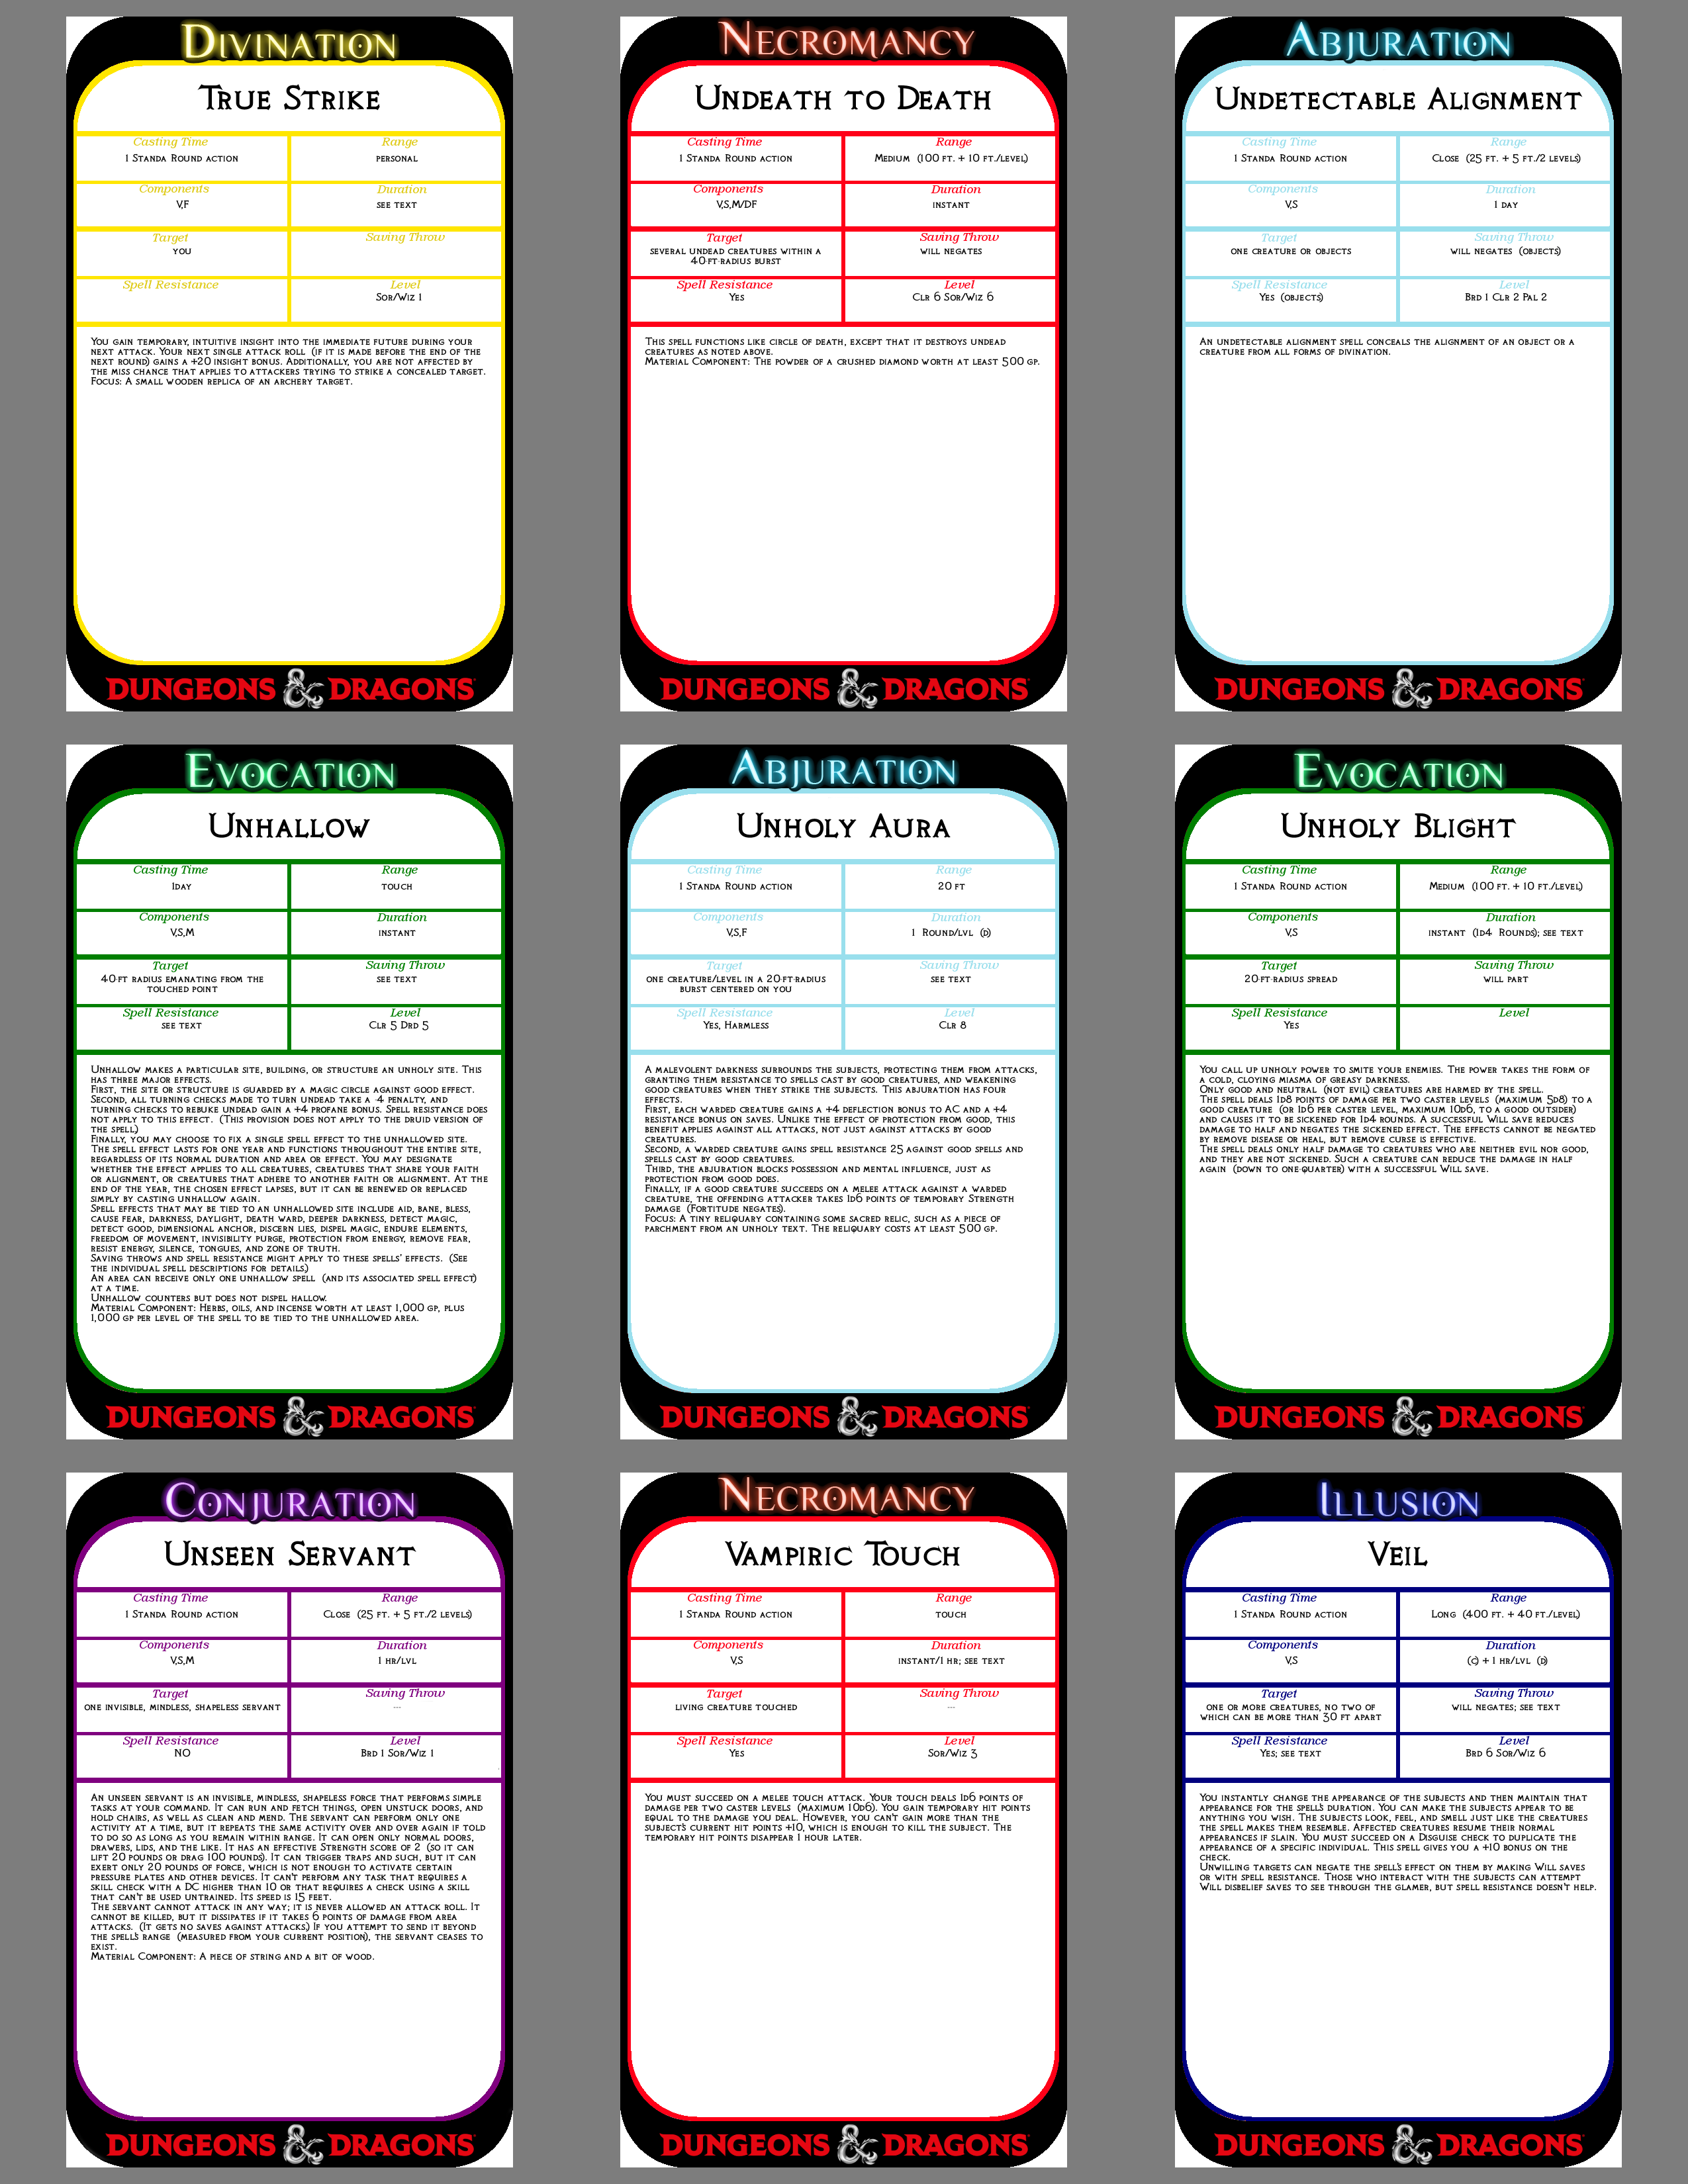 Divination
True Strike
Casting Time
Range
1 Standa Round action
personal
Components
Duration
V,F
see text
Target
Saving Throw
you
Spell Resistance
Level
Sor/Wiz 1
You gain temporary, intuitive insight into the immediate future during your
next attack. Your next single attack roll (if it is made before the end of the
next round) gains a +20 insight bonus. Additionally, you are not affected by
the miss chance that applies to attackers trying to strike a concealed target.
Focus: A small wooden replica of an archery target.
DUNGEONS & DRAGONS
Necromancy
Undeath to Death
Casting Time
Range
1 Standa Round action
Medium (100 ft. + 10 ft./level)
Components
Duration
V,S,M/DF
instant
Target
Saving Throw
several undead creatures within a
40-ft-radius burst
will negates
Spell Resistance
Level
Yes
Clr 6 Sor/Wiz 6
This spell functions like circle of death, except that it destroys undead
creatures as noted above.
Material Component: The powder of a crushed diamond worth at least 500 gp.
DUNGEONS & DRAGONS
Abjuration
Undetectable Alignment
Casting Time
Range
1 Standa Round action
Close (25 ft. + 5 ft./2 levels)
Components
Duration
V,S
1 day
Target
Saving Throw
one creature or objects
will negates (objects)
Spell Resistance
Level
Yes (objects)
Brd 1 Clr 2 Pal 2
An undetectable alignment spell conceals the alignment of an object or a
creature from all forms of divination.
DUNGEONS & DRAGONS
Evocation
Unhallow
Casting Time
Range
1day
touch
Components
Duration
V,S,M
instant
Target
Saving Throw
40-ft radius emanating from the
touched point
see text
Spell Resistance
Level
see text
Clr 5 Drd 5
Unhallow makes a particular site, building, or structure an unholy site. This
has three major effects.
First, the site or structure is guarded by a magic circle against good effect.
Second, all turning checks made to turn undead take a -4 penalty, and
turning checks to rebuke undead gain a +4 profane bonus. Spell resistance does
not apply to this effect. (This provision does not apply to the druid version of
the spell.)
Finally, you may choose to fix a single spell effect to the unhallowed site.
The spell effect lasts for one year and functions throughout the entire site,
regardless of its normal duration and area or effect. You may designate
whether the effect applies to all creatures, creatures that share your faith
or alignment, or creatures that adhere to another faith or alignment. At the
end of the year, the chosen effect lapses, but it can be renewed or replaced
simply by casting unhallow again.
Spell effects that may be tied to an unhallowed site include aid, bane, bless,
cause fear, darkness, daylight, death ward, deeper darkness, detect magic,
detect good, dimensional anchor, discern lies, dispel magic, endure elements,
freedom of movement, invisibility purge, protection from energy, remove fear,
resist energy, silence, tongues, and zone of truth.
Saving throws and spell resistance might apply to these spells' effects. (See
the individual spell descriptions for details.)
An area can receive only one unhallow spell (and its associated spell effect)
at a time.
Unhallow counters but does not dispel hallow.
Material Component: Herbs, oils, and incense worth at least 1,000 gp, plus
1,000 gp per level of the spell to be tied to the unhallowed area.
DUNGEONS & DRAGONS
Abjuration
Unholy Aura
Casting Time
Range
1 Standa Round action
20 ft
Components
Duration
V,S,F
1 Round/lvl (d)
Target
Saving Throw
one creature/level in a 20-ft-radius
burst centered on you
see text
Spell Resistance
Level
Yes, Harmless
Clr 8
A malevolent darkness surrounds the subjects, protecting them from attacks,
granting them resistance to spells cast by good creatures, and weakening
good creatures when they strike the subjects. This abjuration has four
effects.
First, each warded creature gains a +4 deflection bonus to AC and a +4
resistance bonus on saves. Unlike the effect of protection from good, this
benefit applies against all attacks, not just against attacks by good
creatures.
Second, a warded creature gains spell resistance 25 against good spells and
spells cast by good creatures.
Third, the abjuration blocks possession and mental influence, just as
protection from good does.
Finally, if a good creature succeeds on a melee attack against a warded
creature, the offending attacker takes 1d6 points of temporary Strength
damage (Fortitude negates).
Focus: A tiny reliquary containing some sacred relic, such as a piece of
parchment from an unholy text. The reliquary costs at least 500 gp.
DUNGEONS & DRAGONS
Evocation
Unholy Blight
Casting Time
Range
1 Standa Round action
Medium (100 ft. + 10 ft./level)
Components
Duration
V,S
instant (1d4 Rounds); see text
Target
Saving Throw
20-ft-radius spread
will part
Spell Resistance
Level
Yes
You call up unholy power to smite your enemies. The power takes the form of
a cold, cloying miasma of greasy darkness.
Only good and neutral (not evil) creatures are harmed by the spell.
The spell deals 1d8 points of damage per two caster levels (maximum 5d8) to a
good creature (or 1d6 per caster level, maximum 10d6, to a good outsider)
and causes it to be sickened for 1d4 rounds. A successful Will save reduces
damage to half and negates the sickened effect. The effects cannot be negated
by remove disease or heal, but remove curse is effective.
The spell deals only half damage to creatures who are neither evil nor good,
and they are not sickened. Such a creature can reduce the damage in half
again (down to one-quarter) with a successful Will save.
DUNGEONS & DRAGONS
Conjuration
Unseen Servant
Casting Time
Range
1 Standa Round action
Close (25 ft. + 5 ft./2 levels)
Components
Duration
V,S,M
1 hr/lvl
Target
Saving Throw
one invisible, mindless, shapeless servant
---
Spell Resistance
Level
NO
Brd 1 Sor/Wiz 1
An unseen servant is an invisible, mindless, shapeless force that performs simple
tasks at your command. It can run and fetch things, open unstuck doors, and
hold chairs, as well as clean and mend. The servant can perform only one
activity at a time, but it repeats the same activity over and over again if told
to do so as long as you remain within range. It can open only normal doors,
drawers, lids, and the like. It has an effective Strength score of 2 (so it can
lift 20 pounds or drag 100 pounds). It can trigger traps and such, but it can
exert only 20 pounds of force, which is not enough to activate certain
pressure plates and other devices. It can't perform any task that requires a
skill check with a DC higher than 10 or that requires a check using a skill
that can't be used untrained. Its speed is 15 feet.
The servant cannot attack in any way; it is never allowed an attack roll. It
cannot be killed, but it dissipates if it takes 6 points of damage from area
attacks. (It gets no saves against attacks.) If you attempt to send it beyond
the spell's range (measured from your current position), the servant ceases to
exist.
Material Component: A piece of string and a bit of wood.
DUNGEONS & DRAGONS
Necromancy
Vampiric Touch
Casting Time
Range
1 Standa Round action
touch
Components
Duration
V,S
instant/1 hr; see text
Target
Saving Throw
living creature touched
---
Spell Resistance
Level
Yes
Sor/Wiz 3
You must succeed on a melee touch attack. Your touch deals 1d6 points of
damage per two caster levels (maximum 10d6). You gain temporary hit points
equal to the damage you deal. However, you can't gain more than the
subject's current hit points +10, which is enough to kill the subject. The
temporary hit points disappear 1 hour later.
DUNGEONS & DRAGONS
Illusion
Veil
Casting Time
Range
1 Standa Round action
Long (400 ft. + 40 ft./level)
Components
Duration
V,S
(c) + 1 hr/lvl (d)
Target
Saving Throw
one or more creatures, no two of
which can be more than 30 ft apart
will negates; see text
Spell Resistance
Level
Yes; see text
Brd 6 Sor/Wiz 6
You instantly change the appearance of the subjects and then maintain that
appearance for the spell's duration. You can make the subjects appear to be
anything you wish. The subjects look, feel, and smell just like the creatures
the spell makes them resemble. Affected creatures resume their normal
appearances if slain. You must succeed on a Disguise check to duplicate the
appearance of a specific individual. This spell gives you a +10 bonus on the
check.
Unwilling targets can negate the spell's effect on them by making Will saves
or with spell resistance. Those who interact with the subjects can attempt
Will disbelief saves to see through the glamer, but spell resistance doesn't help.
DUNGEONS & DRAGONS